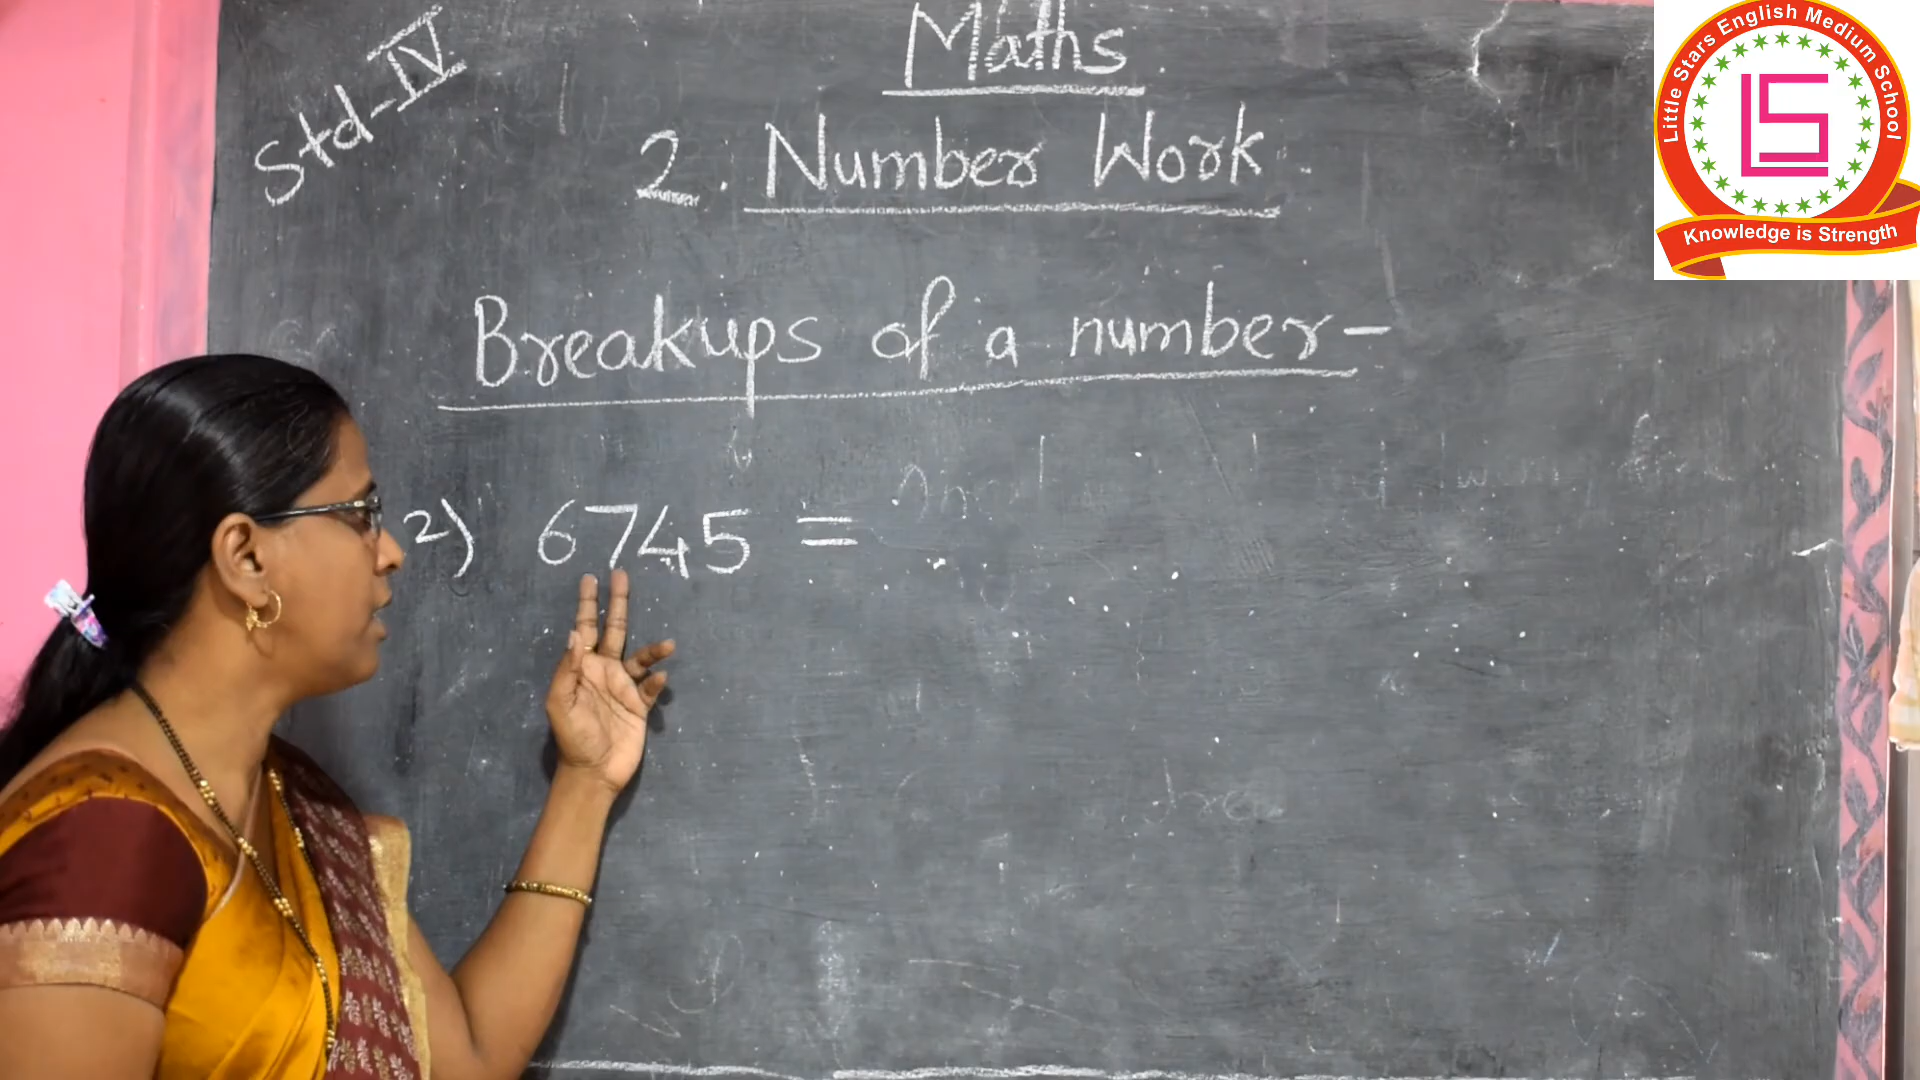 Std-IV
Maths
2. Number Work
Breakups of a number-
2) 6745 =
Little Stars English Medium School
LS
Knowledge is Strength